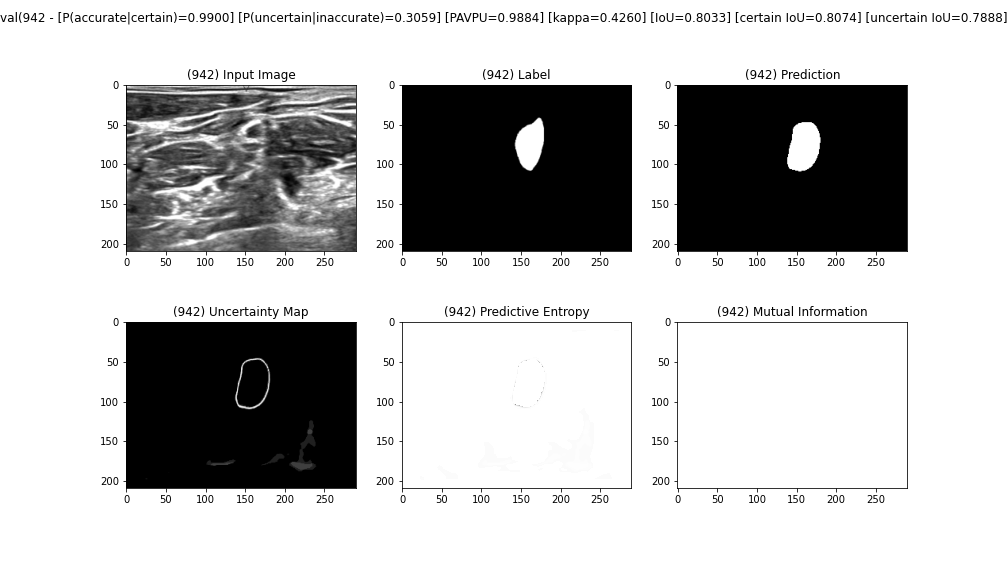 val(942 - [P(accurate|certain)=0.9900] [P(uncertain|inaccurate)=0.3059] [PAVPU=0.9884] [kappa=0.4260] [IoU=0.8033] [certain IoU=0.8074] [uncertain IoU=0.7888]
(942) Input Image
0
50
100
150
200
0 50 100 150 200 250
(942) Label
0
50
100
150
200
0 50 100 150 200 250
(942) Prediction
0
50
100
150
200
0 50 100 150 200 250
(942) Uncertainty Map
0
50
100
150
200
0 50 100 150 200 250
(942) Predictive Entropy
0
50
100
150
200
0 50 100 150 200 250
(942) Mutual Information
0
50
100
150
200
0 50 100 150 200 250